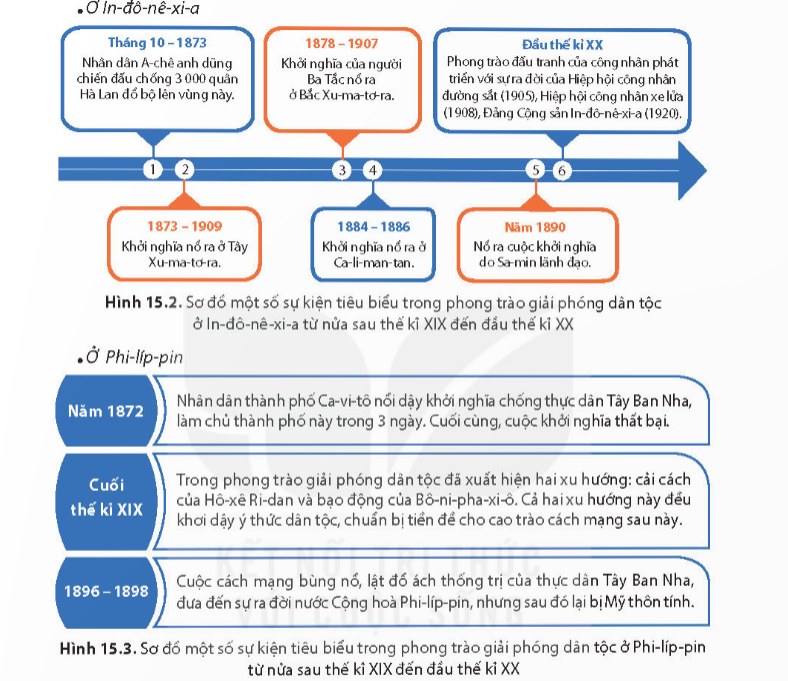 • Ở In-đô-nê-xi-a
Tháng 10 – 1873
Nhân dân A-chê anh dũng
chiến đấu chống 3 000 quân
Hà Lan đổ bộ lên vùng này.
1878 – 1907
Khởi nghĩa của người
Ba Tắc nổ ra
ở Bắc Xu-ma-tơ-ra.
Đầu thế kỉ XX
Phong trào đấu tranh của công nhân phát
triển với sự ra đời của Hiệp hội công nhân
đường sắt (1905), Hiệp hội công nhân xe lửa
(1908), Đảng Cộng sản In-đô-nê-xi-a (1920).
1 2 3 4 5 6
1873 – 1909
Khởi nghĩa nổ ra ở Tây
Xu-ma-tơ-ra.
1884 – 1886
Khởi nghĩa nổ ra ở
Ca-li-man-tan.
Năm 1890
Nổ ra cuộc khởi nghĩa
do Sa-min lãnh đạo.
Hình 15.2. Sơ đồ một số sự kiện tiêu biểu trong phong trào giải phóng dân tộc
ở In-đô-nê-xi-a từ nửa sau thế kỉ XIX đến đầu thế kỉ XX
• Ở Phi-líp-pin
Năm 1872
Nhân dân thành phố Ca-vi-tô nổi dậy khởi nghĩa chống thực dân Tây Ban Nha,
làm chủ thành phố này trong 3 ngày. Cuối cùng, cuộc khởi nghĩa thất bại.
Cuối
thế kỉ XIX
Trong phong trào giải phóng dân tộc đã xuất hiện hai xu hướng: cải cách
của Hô-xê Ri-dan và bạo động của Bô-ni-pha-xi-ô. Cả hai xu hướng này đều
khơi dậy ý thức dân tộc, chuẩn bị tiền đề cho cao trào cách mạng sau này.
KẾT NỐI TRI THỨC
1896 – 1898
Cuộc cách mạng bùng nổ, lật đổ ách thống trị của thực dân Tây Ban Nha,
đưa đến sự ra đời nước Cộng hoà Phi-líp-pin, nhưng sau đó lại bị Mỹ thôn tính.
VỚI CUỘC SỐNG
Hình 15.3. Sơ đồ một số sự kiện tiêu biểu trong phong trào giải phóng dân tộc ở Phi-líp-pin
từ nửa sau thế kỉ XIX đến đầu thế kỉ XX